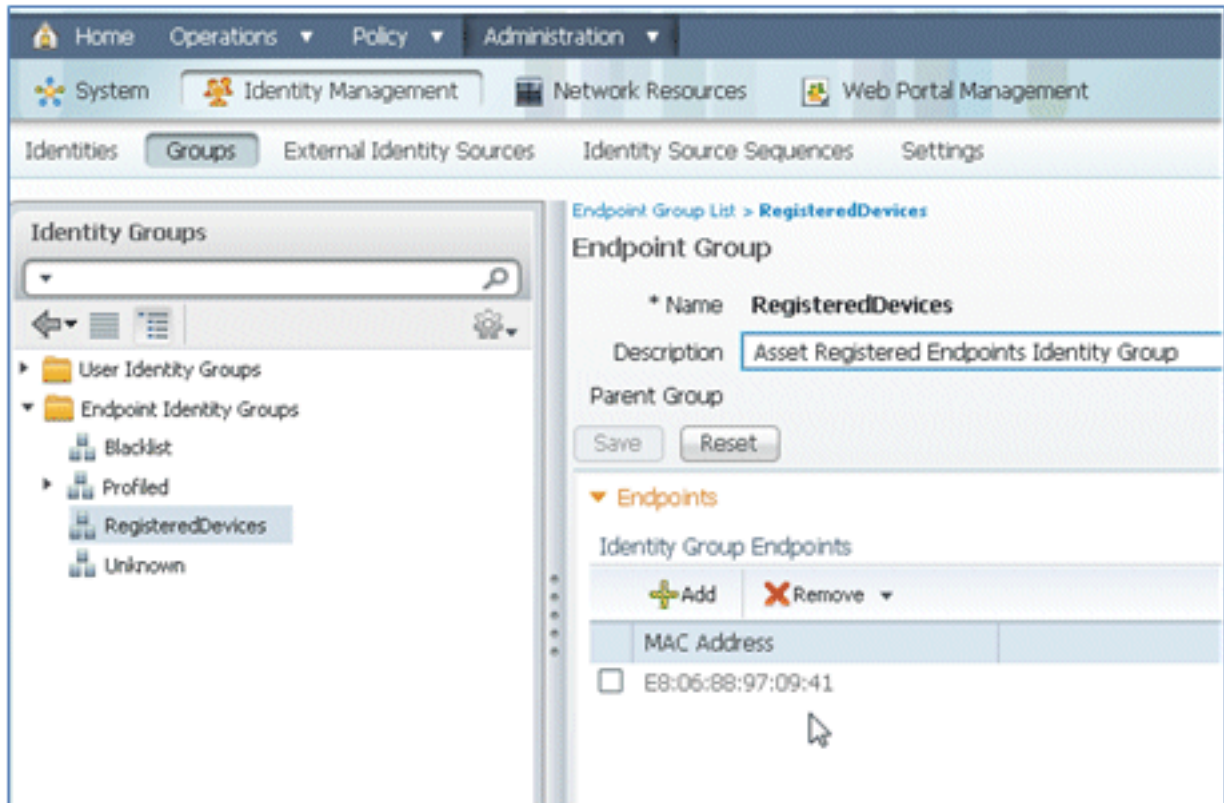 Home Operations Policy Administration
System Identity Management Network Resources Web Portal Management
Identities Groups External Identity Sources Identity Source Sequences Settings
Identity Groups
User Identity Groups
Endpoint Identity Groups
Blacklist
Profiled
RegisteredDevices
Unknown
Endpoint Group List > RegisteredDevices
Endpoint Group
* Name RegisteredDevices
Description Asset Registered Endpoints Identity Group
Parent Group
Save Reset
Endpoints
Identity Group Endpoints
Add Remove
MAC Address
E8:06:88:97:09:41